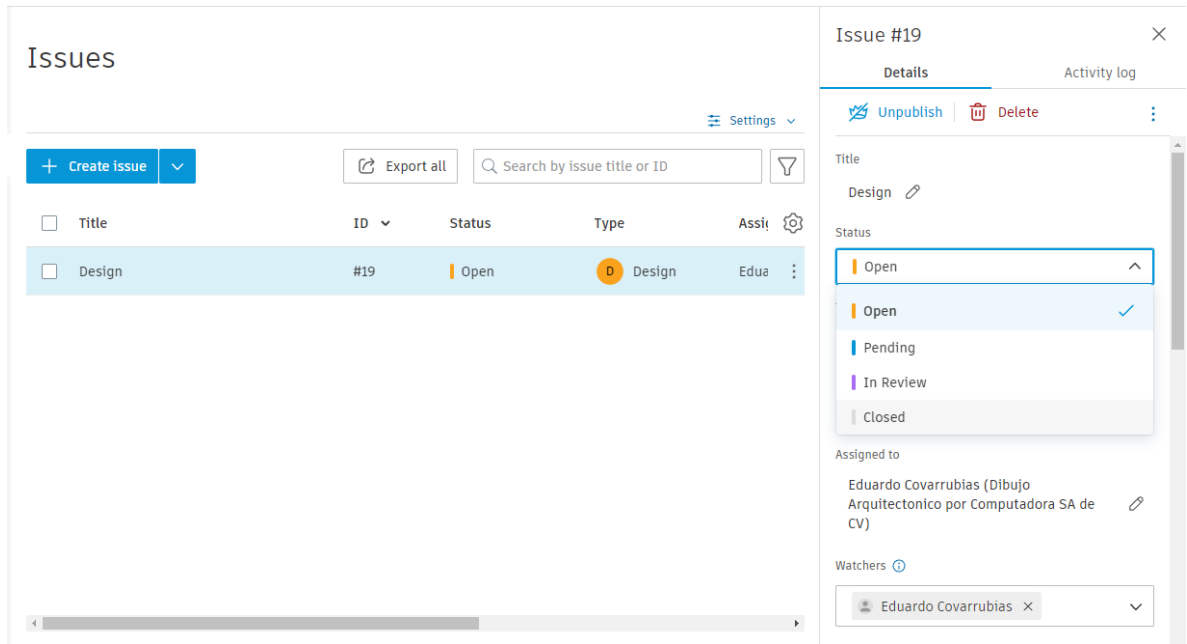 Issues
Settings
Create issue
Export all
Search by issue title or ID
Title ID Status Type Assig
Design #19 Open D Design Edua
Issue #19
Details Activity log
Unpublish Delete
Title
Design
Status
Open
Open
Pending
In Review
Closed
Assigned to
Eduardo Covarrubias (Dibujo
Arquitectonico por Computadora SA de
CV)
Watchers
Eduardo Covarrubias